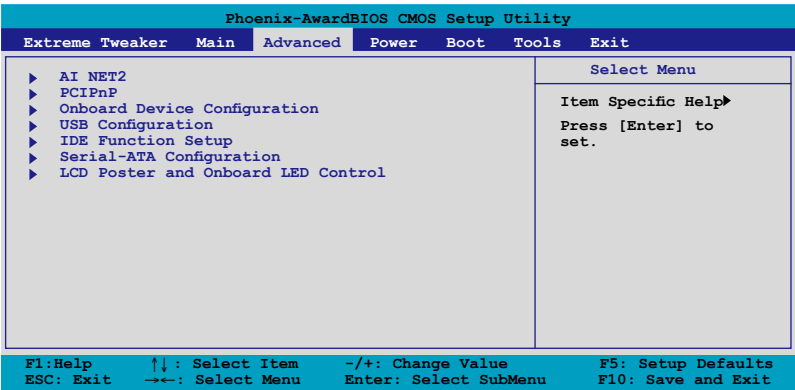 Phoenix-AwardBIOS CMOS Setup Utility
Extreme Tweaker Main Advanced Power Boot Tools Exit
AI NET2
PCIPnP
Onboard Device Configuration
USB Configuration
IDE Function Setup
Serial-ATA Configuration
LCD Poster and Onboard LED Control
Select Menu
Item Specific Help▶
Press [Enter] to
set.
F1:Help ↑↓: Select Item -/+: Change Value F5: Setup Defaults
ESC: Exit →←: Select Menu Enter: Select SubMenu F10: Save and Exit